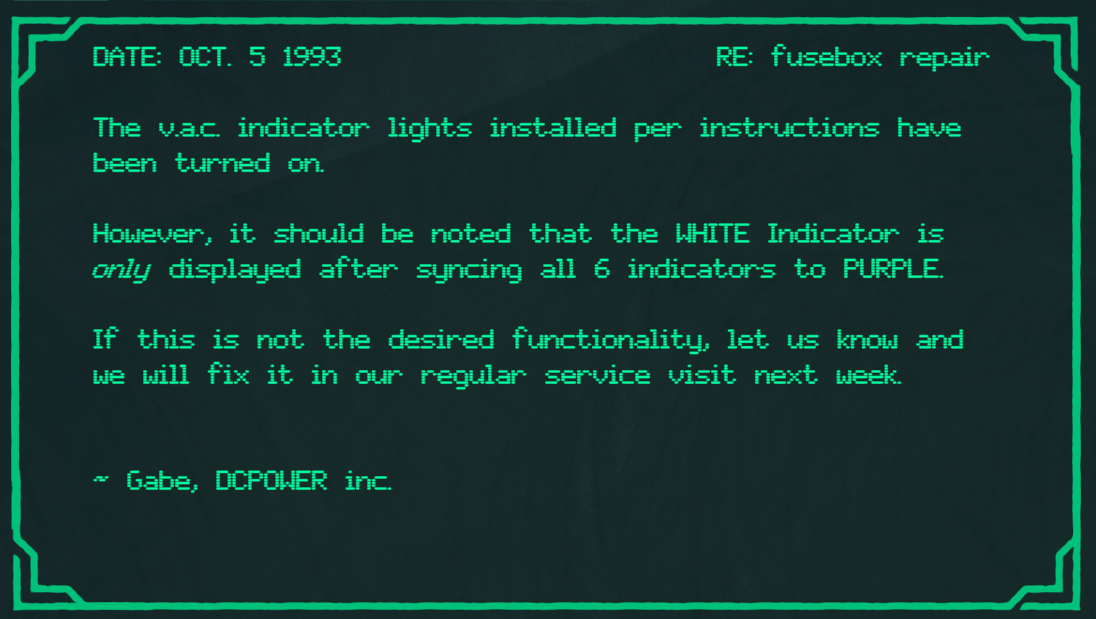 DATE: OCT. 5 1993 RE: fusebox repair
The v.a.c. indicator lights installed per instructions have
been turned on.
However, it should be noted that the WHITE Indicator is
only displayed after syncing all 6 indicators to PURPLE.
If this is not the desired functionality, let us know and
we will fix it in our regular service visit next week.
~ Gabe, DCPOWER inc.